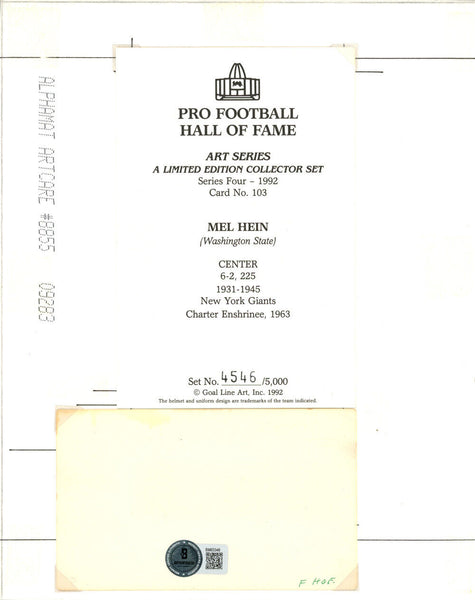 PRO FOOTBALL
HALL OF FAME
ART SERIES
A LIMITED EDITION COLLECTOR SET
Series Four – 1992
Card No. 103
MEL HEIN
(Washington State)
CENTER
6-2, 225
1931-1945
New York Giants
Charter Enshrinee, 1963
Set No. 4546/5,000
© Goal Line Art, Inc. 1992
The helmet and uniform design are trademarks of the team indicated.
ALPHAMAT ARTCARE #8855 09283
F HOF.